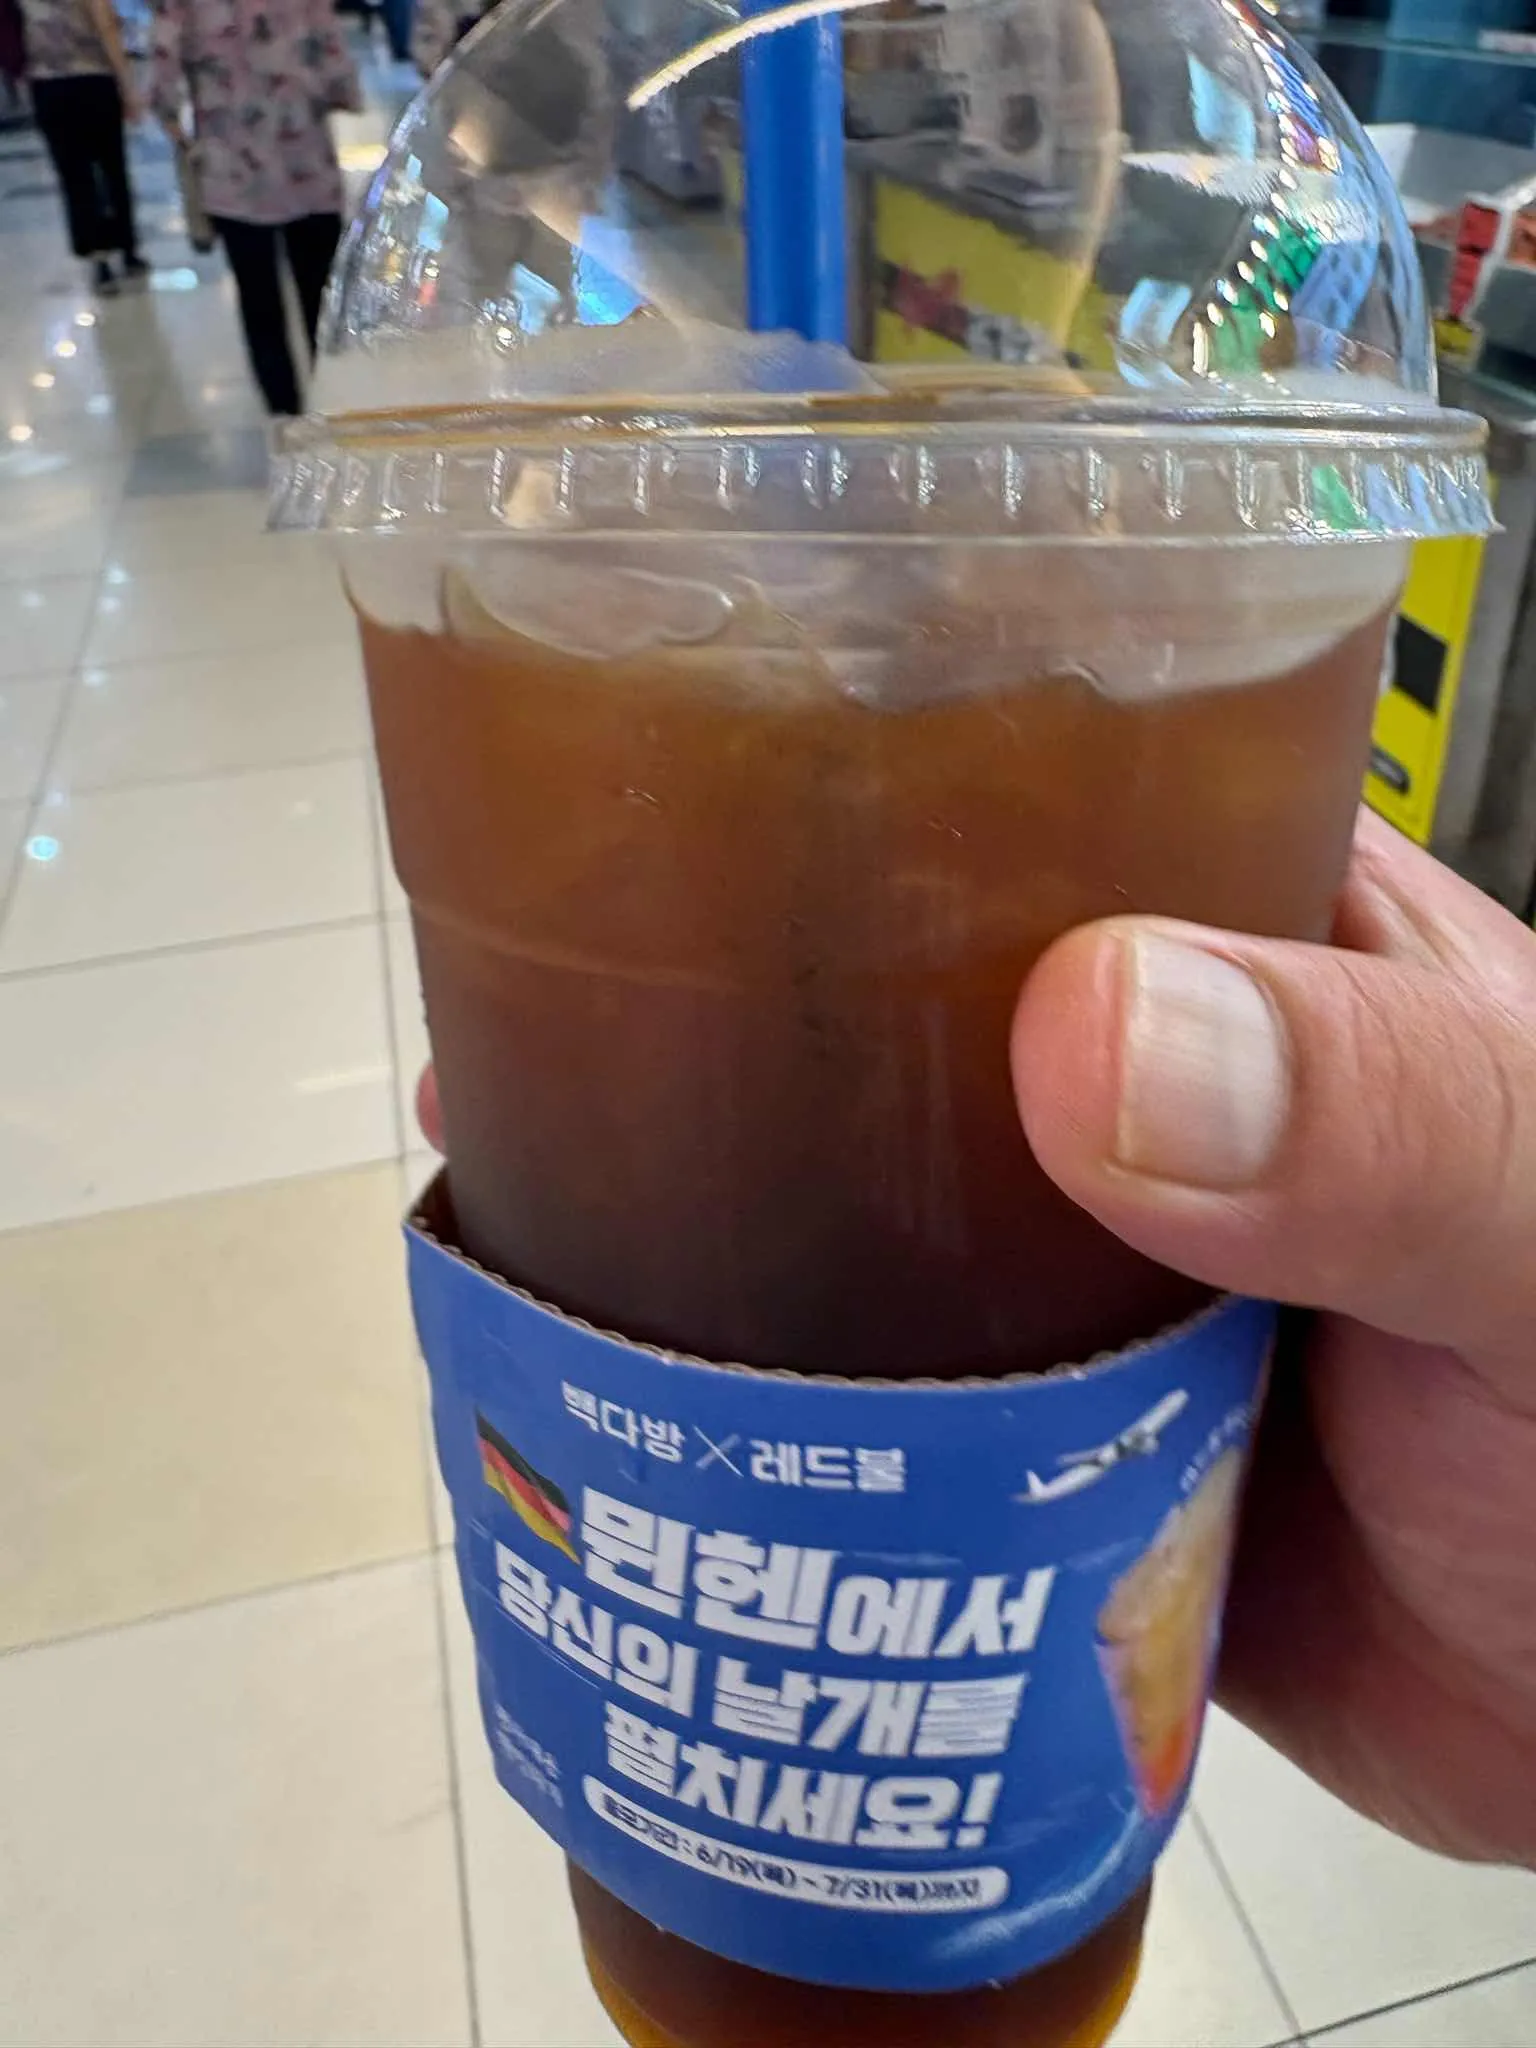 빽다방 X 레드불
뮌헨에서
당신의 날개를
펼치세요!
: 6/19(목) ~ 7/31(목)까지